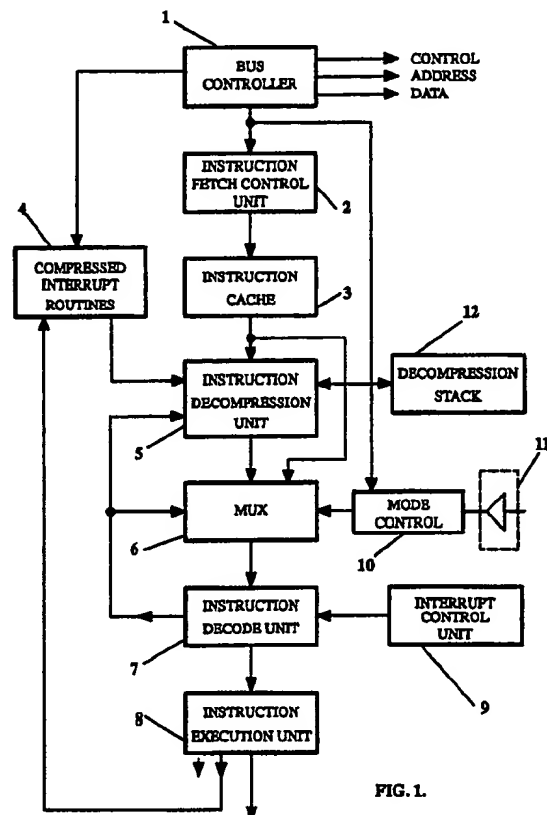 1
BUS
CONTROLLER
CONTROL
ADDRESS
DATA
INSTRUCTION
FETCH CONTROL
UNIT
2
4
COMPRESSED
INTERRUPT
ROUTINES
INSTRUCTION
CACHE
3
12
INSTRUCTION
DECOMPRESSION
UNIT
5
DECOMPRESSION
STACK
11
MUX
6
MODE
CONTROL
10
INSTRUCTION
DECODE UNIT
7
INTERRUPT
CONTROL
UNIT
9
8
INSTRUCTION
EXECUTION UNIT
FIG. 1.